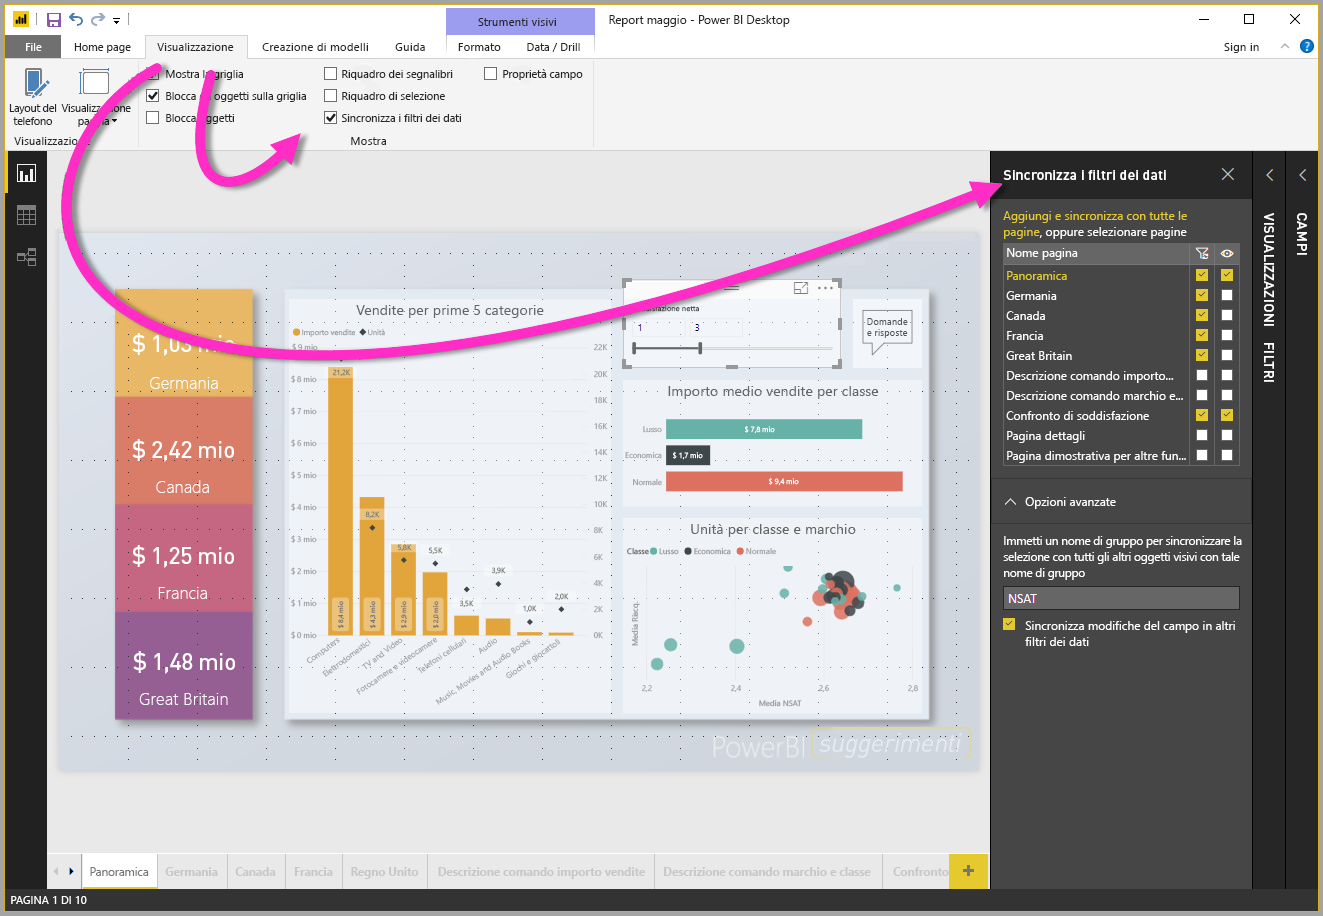 Strumenti visivi
Report maggio - Power BI Desktop
File
Home page
Visualizzazione
Creazione di modelli
Guida
Formato
Data / Drill
Sign in
Layout del
telefono
Visualizzazione
pagina
Mostra la griglia
Blocca gli oggetti sulla griglia
Blocca oggetti
Riquadro dei segnalibri
Riquadro di selezione
Sincronizza i filtri dei dati
Proprietà campo
Visualizzazione
Mostra
$ 1,03 mio
Germania
$ 2,42 mio
Canada
$ 1,25 mio
Francia
$ 1,48 mio
Great Britain
Vendite per prime 5 categorie
Importo vendite
Unità
$ 9 mio
$ 8 mio
$ 7 mio
$ 6 mio
$ 5 mio
$ 4 mio
$ 3 mio
$ 2 mio
$ 1 mio
$ 0 mio
22K
20K
18K
16K
14K
12K
10K
8K
6K
4K
2K
0K
21,2K
8,2K
5,8K
5,5K
3,5K
3,9K
1,0K
2,0K
$ 8,4 mio
$ 4,3 mio
$ 2,9 mio
$ 2,0 mio
Computers
Elettrodomestici
TV and Video
Fotocamere e videocamere
Telefoni cellulari
Audio
Music, Movies and Audio Books
Giochi e giocattoli
netta
1
3
Domande
e risposte
Importo medio vendite per classe
Lusso
$ 7,8 mio
Economica
$ 1,7 mio
Normale
$ 9,4 mio
Unità per classe e marchio
Classe
Lusso
Economica
Normale
Media Racq.
2,2
2,4
2,6
2,8
Media NSAT
PowerBI
suggerimenti
Sincronizza i filtri dei dati
Aggiungi e sincronizza con tutte le
pagine, oppure selezionare pagine
Nome pagina
Panoramica
Germania
Canada
Francia
Great Britain
Descrizione comando importo...
Descrizione comando marchio e...
Confronto di soddisfazione
Pagina dettagli
Pagina dimostrativa per altre fun...
Opzioni avanzate
Immetti un nome di gruppo per sincronizzare la
selezione con tutti gli altri oggetti visivi con tale
nome di gruppo
NSAT
Sincronizza modifiche del campo in altri
filtri dei dati
VISUALIZZAZIONI
FILTRI
CAMPI
Panoramica
Germania
Canada
Francia
Regno Unito
Descrizione comando importo vendite
Descrizione comando marchio e classe
Confronto
PAGINA 1 DI 10